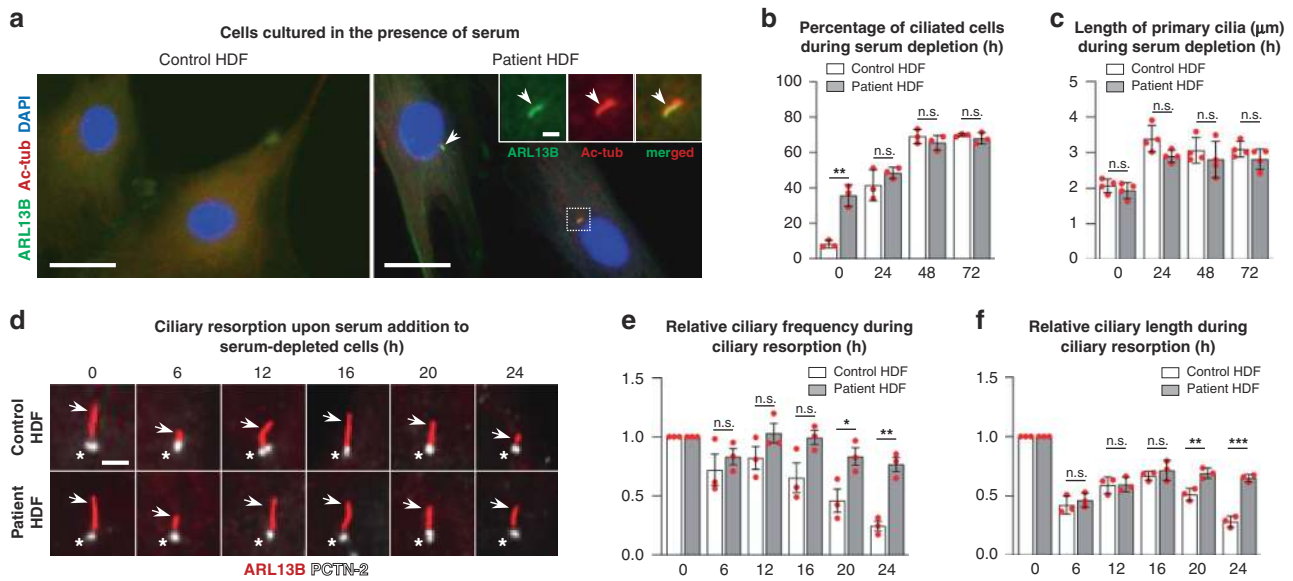 a
Cells cultured in the presence of serum
Control HDF
Patient HDF
ARL13B Ac-tub DAPI
ARL13B
Ac-tub
merged
b
Percentage of ciliated cells
during serum depletion (h)
Control HDF
Patient HDF
100
80
60
40
20
0
**
n.s.
n.s.
n.s.
0 24 48 72
c
Length of primary cilia (μm)
during serum depletion (h)
Control HDF
Patient HDF
5
4
3
2
1
0
n.s.
n.s.
n.s.
n.s.
0 24 48 72
d
Ciliary resorption upon serum addition to
serum-depleted cells (h)
0 6 12 16 20 24
Control
HDF
* * * * * *
Patient
HDF
* * * * * *
ARL13B PCTN-2
e
Relative ciliary frequency during
ciliary resorption (h)
Control HDF
Patient HDF
1.5
1.0
0.5
0.0
n.s.
n.s.
n.s.
*
**
0 6 12 16 20 24
f
Relative ciliary length during
ciliary resorption (h)
Control HDF
Patient HDF
1.5
1.0
0.5
0.0
n.s.
n.s.
n.s.
**
***
0 6 12 16 20 24